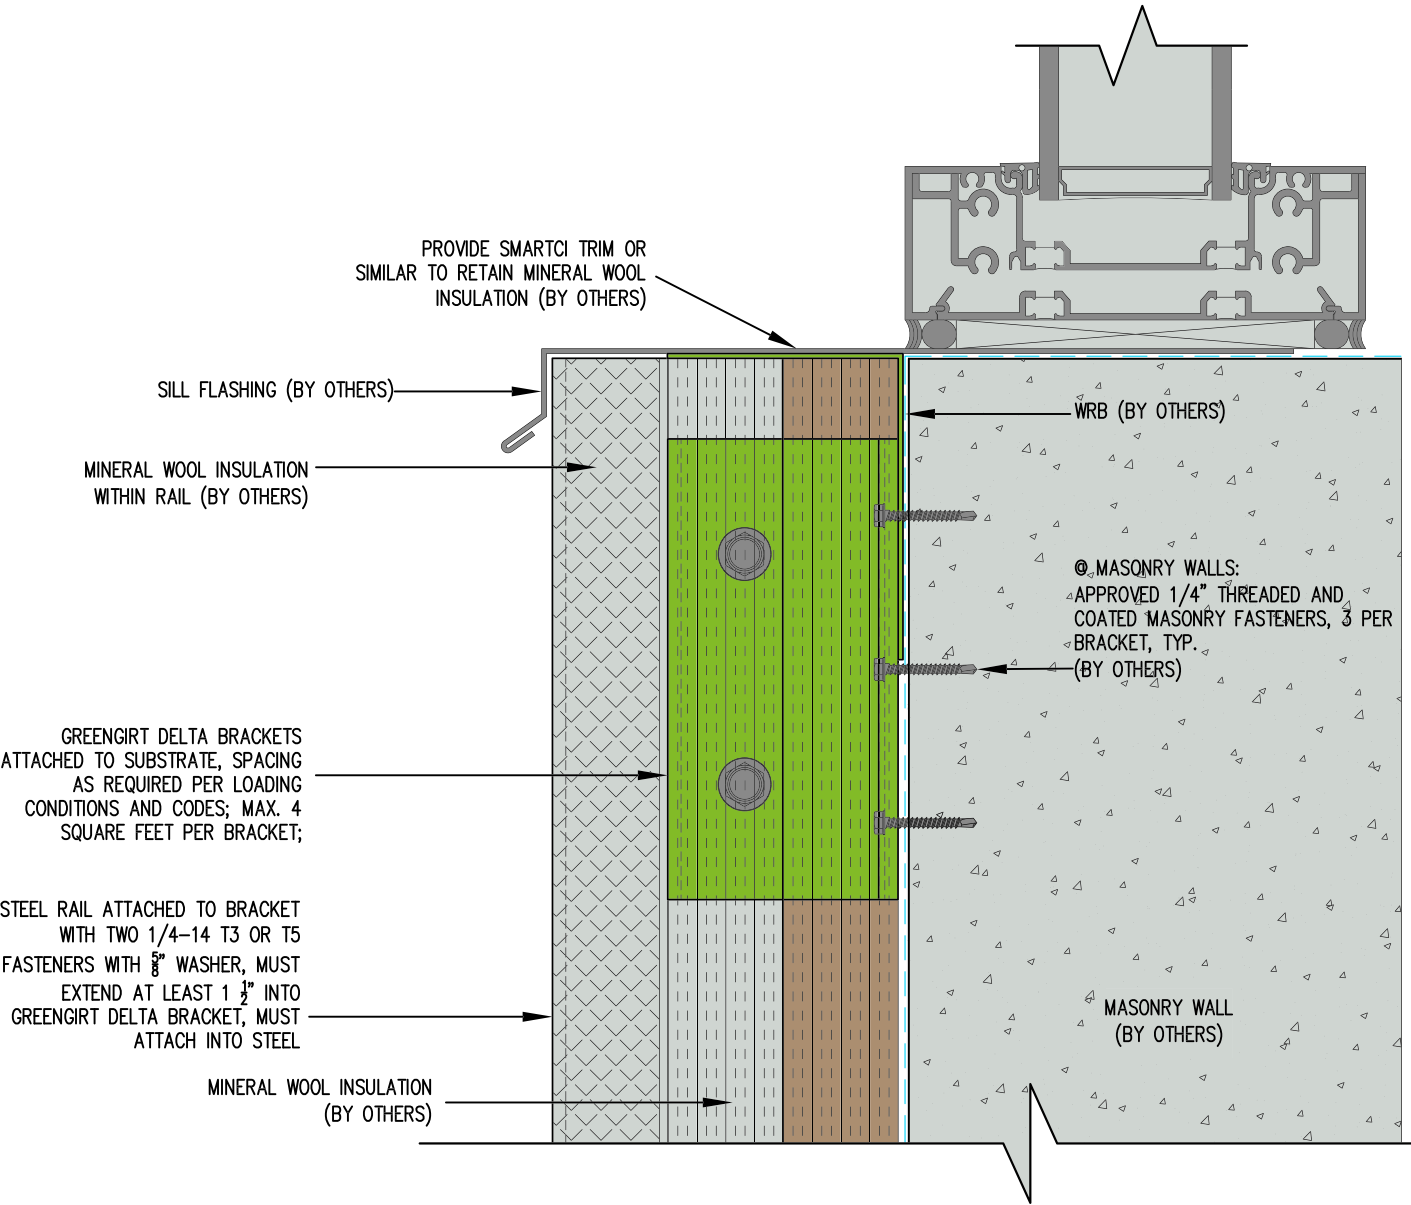 PROVIDE SMARTCI TRIM OR
SIMILAR TO RETAIN MINERAL WOOL
INSULATION (BY OTHERS)
SILL FLASHING (BY OTHERS)
WRB (BY OTHERS)
MINERAL WOOL INSULATION
WITHIN RAIL (BY OTHERS)
@ MASONRY WALLS:
APPROVED 1/4" THREADED AND
COATED MASONRY FASTENERS, 3 PER
BRACKET, TYP.
(BY OTHERS)
GREENGIRT DELTA BRACKETS
ATTACHED TO SUBSTRATE, SPACING
AS REQUIRED PER LOADING
CONDITIONS AND CODES; MAX. 4
SQUARE FEET PER BRACKET;
STEEL RAIL ATTACHED TO BRACKET
WITH TWO 1/4-14 T3 OR T5
FASTENERS WITH 5/8" WASHER, MUST
EXTEND AT LEAST 1 1/2" INTO
GREENGIRT DELTA BRACKET, MUST
ATTACH INTO STEEL
MASONRY WALL
(BY OTHERS)
MINERAL WOOL INSULATION
(BY OTHERS)